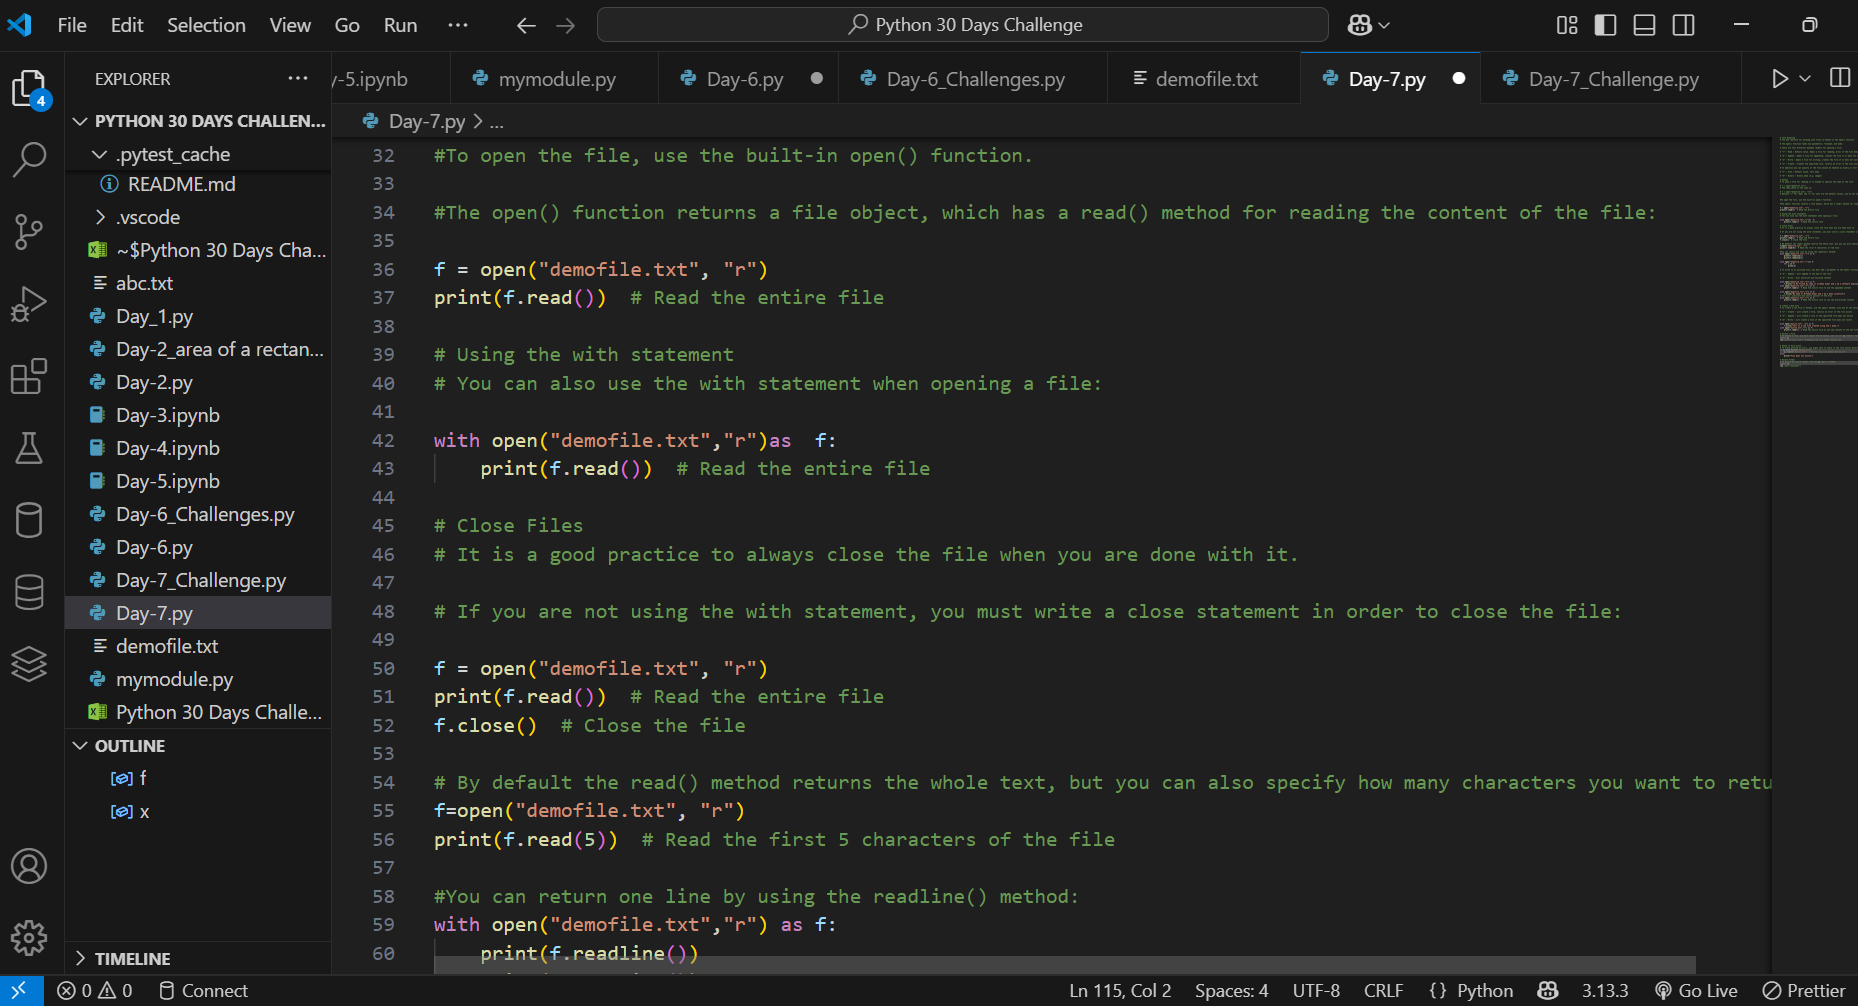 File Edit Selection View Go Run ··· Python 30 Days Challenge
EXPLORER ···
4
PYTHON 30 DAYS CHALLEN...
.pytest_cache
README.md
.vscode
~$Python 30 Days Cha...
abc.txt
Day_1.py
Day-2_area of a rectan...
Day-2.py
Day-3.ipynb
Day-4.ipynb
Day-5.ipynb
Day-6_Challenges.py
Day-6.py
Day-7_Challenge.py
Day-7.py
demofile.txt
mymodule.py
Python 30 Days Challe...
OUTLINE
f
x
TIMELINE
y-5.ipynb mymodule.py Day-6.py Day-6_Challenges.py demofile.txt Day-7.py Day-7_Challenge.py
Day-7.py > ...
32 #To open the file, use the built-in open() function.
33
34 #The open() function returns a file object, which has a read() method for reading the content of the file:
35
36 f = open("demofile.txt", "r")
37 print(f.read())  # Read the entire file
38
39 # Using the with statement
40 # You can also use the with statement when opening a file:
41
42 with open("demofile.txt","r")as  f:
43     print(f.read())  # Read the entire file
44
45 # Close Files
46 # It is a good practice to always close the file when you are done with it.
47
48 # If you are not using the with statement, you must write a close statement in order to close the file:
49
50 f = open("demofile.txt", "r")
51 print(f.read())  # Read the entire file
52 f.close()  # Close the file
53
54 # By default the read() method returns the whole text, but you can also specify how many characters you want to retu
55 f=open("demofile.txt", "r")
56 print(f.read(5))  # Read the first 5 characters of the file
57
58 #You can return one line by using the readline() method:
59 with open("demofile.txt","r") as f:
60     print(f.readline())
0 0 Connect Ln 115, Col 2 Spaces: 4 UTF-8 CRLF {} Python 3.13.3 Go Live Prettier